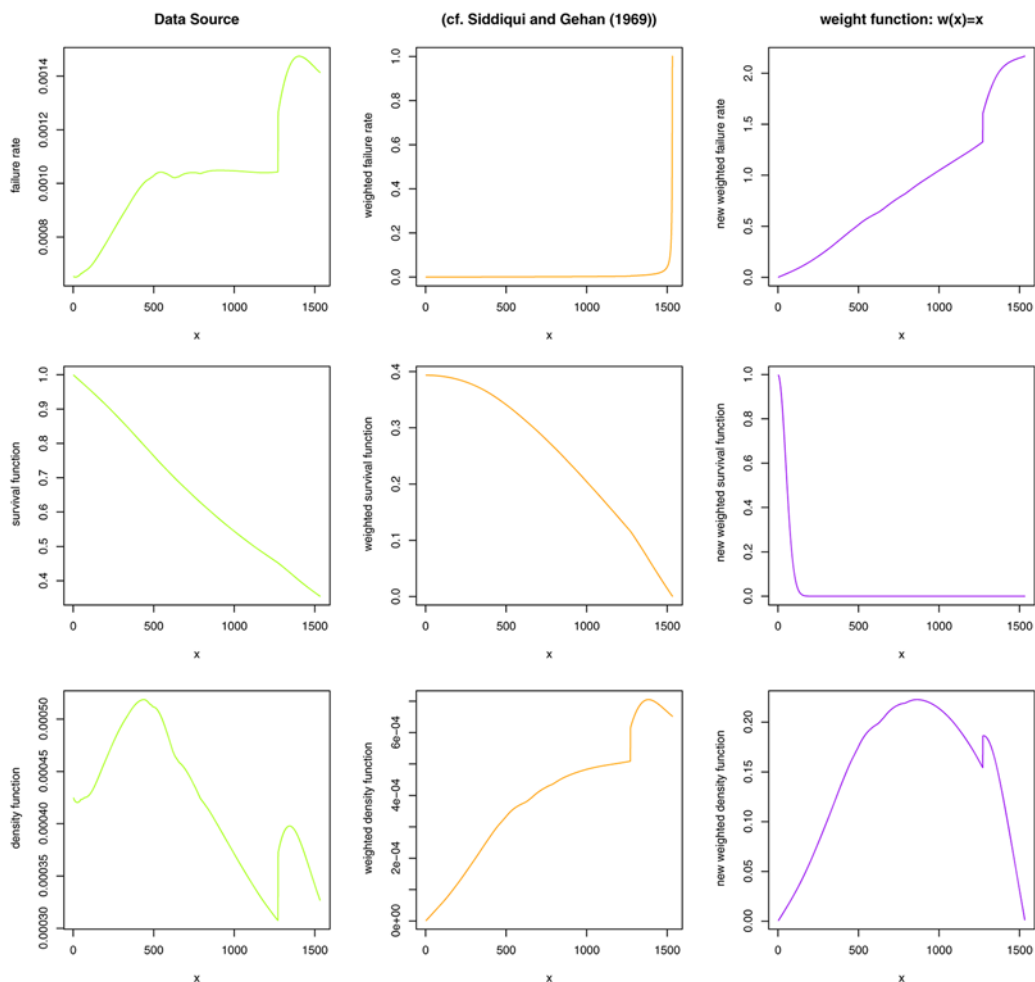 Data Source
(cf. Siddiqui and Gehan (1969))
weight function: w(x)=x
failure rate
0.0014
0.0012
0.0010
0.0008
0 500 1000 1500
x
weighted failure rate
1.0
0.8
0.6
0.4
0.2
0.0
0 500 1000 1500
x
new weighted failure rate
2.0
1.5
1.0
0.5
0.0
0 500 1000 1500
x
survival function
1.0
0.9
0.8
0.7
0.6
0.5
0.4
0 500 1000 1500
x
weighted survival function
0.4
0.3
0.2
0.1
0.0
0 500 1000 1500
x
new weighted survival function
1.0
0.8
0.6
0.4
0.2
0.0
0 500 1000 1500
x
density function
0.00050
0.00045
0.00040
0.00035
0.00030
0 500 1000 1500
x
weighted density function
6e-04
4e-04
2e-04
0e+00
0 500 1000 1500
x
new weighted density function
0.20
0.15
0.10
0.05
0.00
0 500 1000 1500
x